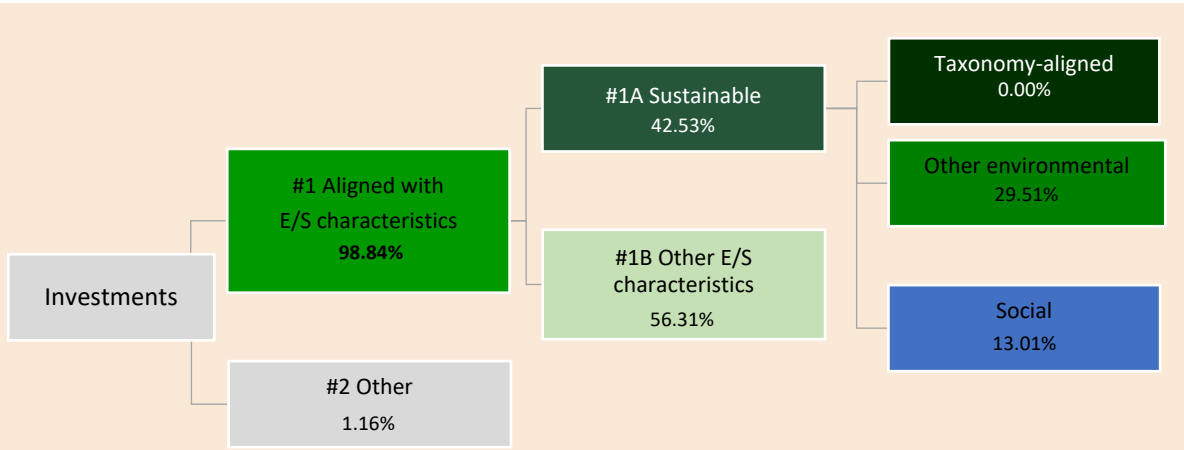 Investments
#1 Aligned with
E/S characteristics
98.84%
#2 Other
1.16%
#1A Sustainable
42.53%
#1B Other E/S
characteristics
56.31%
Taxonomy-aligned
0.00%
Other environmental
29.51%
Social
13.01%